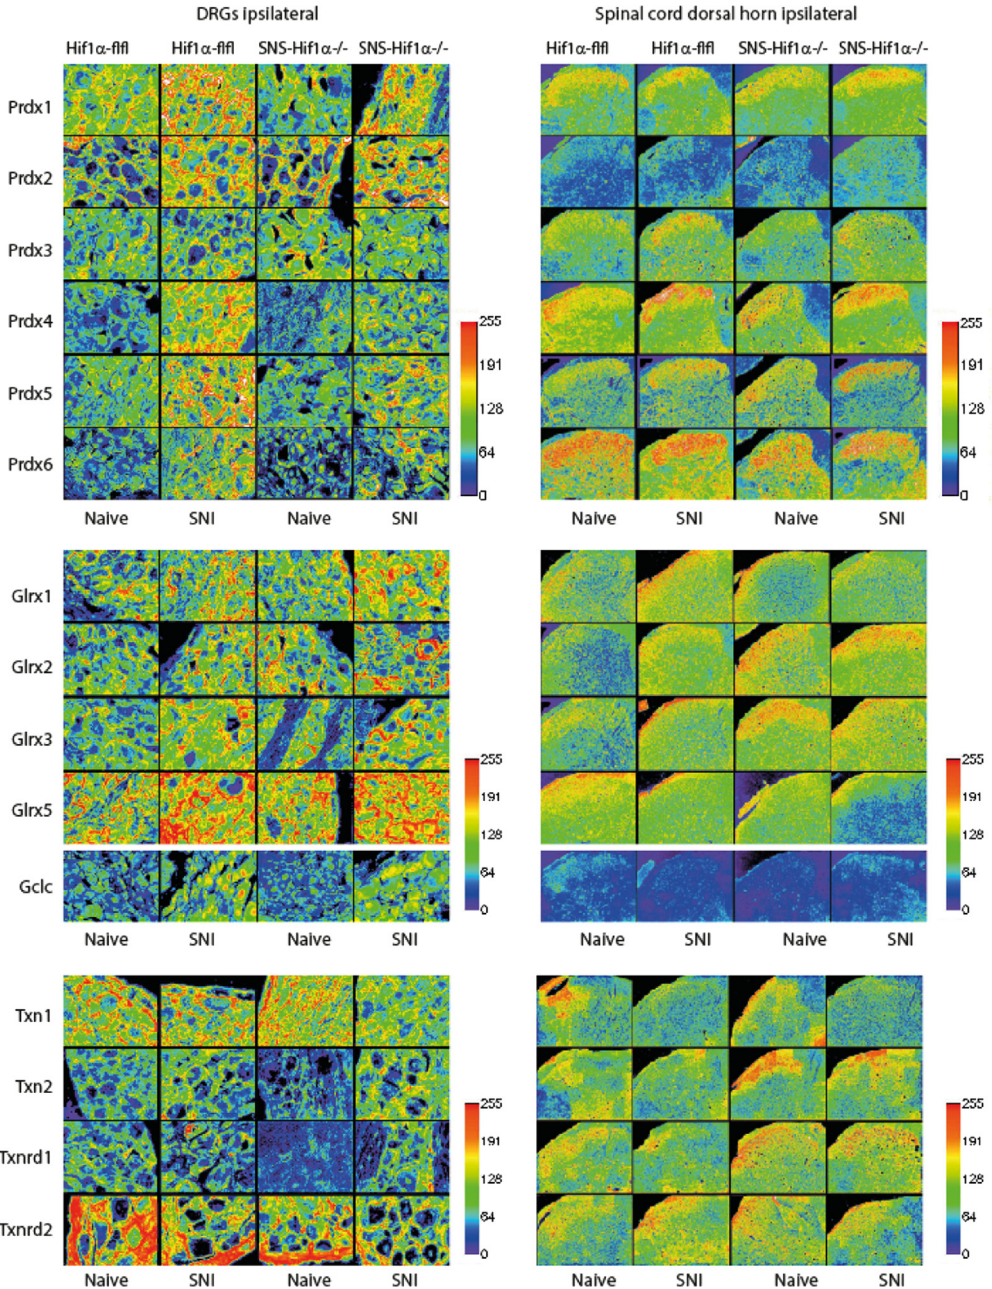 DRGs ipsilateral
Spinal cord dorsal horn ipsilateral
Hif1α-flfl Hif1α-flfl SNS-Hif1α-/- SNS-Hif1α-/-
Hif1α-flfl Hif1α-flfl SNS-Hif1α-/- SNS-Hif1α-/-
Prdx1
Prdx2
Prdx3
Prdx4
Prdx5
Prdx6
255
191
128
64
0
255
191
128
64
0
Naive SNI Naive SNI
Naive SNI Naive SNI
Glrx1
Glrx2
Glrx3
Glrx5
Gclc
255
191
128
64
0
255
191
128
64
0
Naive SNI Naive SNI
Naive SNI Naive SNI
Txn1
Txn2
Txnrd1
Txnrd2
255
191
128
64
0
255
191
128
64
0
Naive SNI Naive SNI
Naive SNI Naive SNI